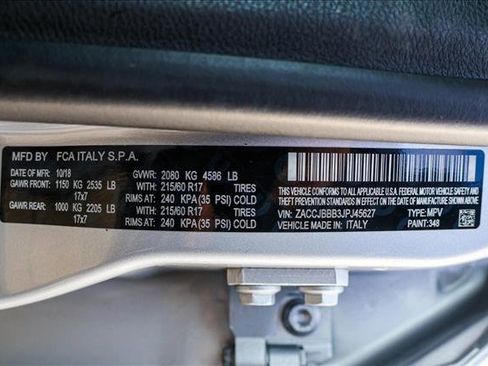 MFD BY FCA ITALY S.P.A.
DATE OF MFR: 10/18 GVWR: 2080 KG 4586 LB
GAWR FRONT: 1150 KG 2535 LB WITH: 215/60 R17 TIRES
17x7 RIMS AT: 240 KPA (35 PSI) COLD
GAWR REAR: 1000 KG 2205 LB WITH: 215/60 R17 TIRES
17x7 RIMS AT: 240 KPA (35 PSI) COLD
THIS VEHICLE CONFORMS TO ALL APPLICABLE U.S.A. FEDERAL MOTOR VEHICLE SAFETY,
BUMPER, AND THEFT PREVENTION STANDARDS IN EFFECT ON THE DATE OF MANUFACTURE SHOWN ABOVE.
VIN: ZACCJBBB3JPJ45627 TYPE: MPV
VEHICLE MADE IN: ITALY PAINT: 348